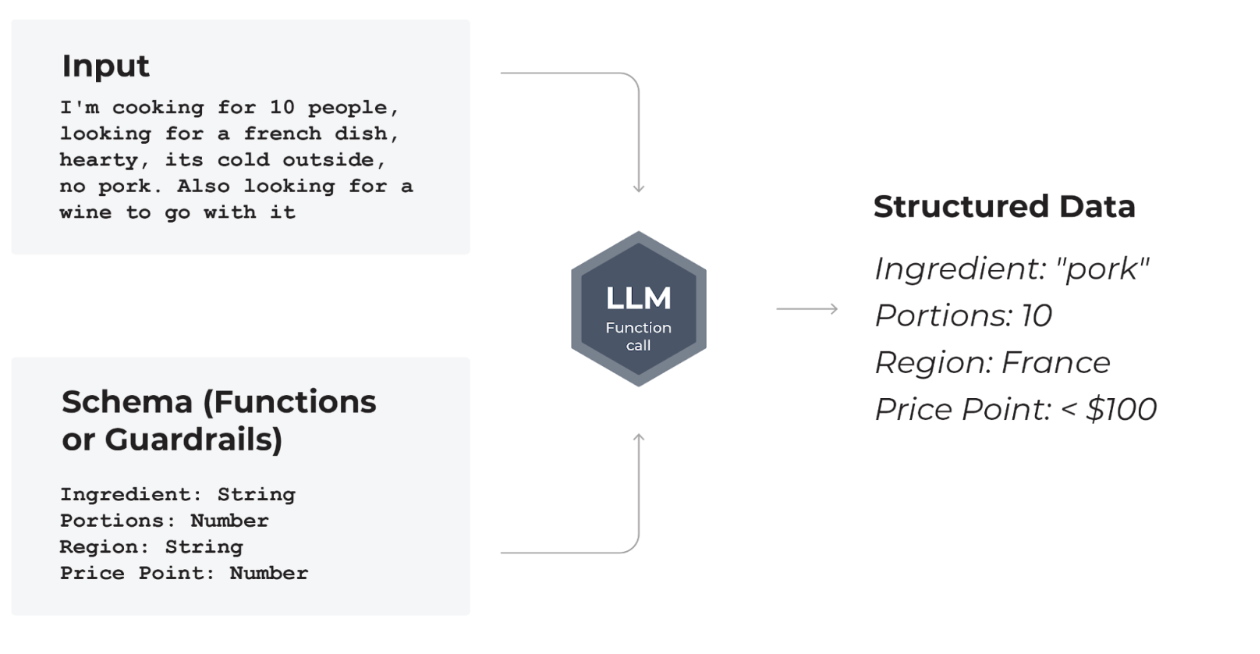 Input
I'm cooking for 10 people,
looking for a french dish,
hearty, its cold outside,
no pork. Also looking for a
wine to go with it
Schema (Functions
or Guardrails)
Ingredient: String
Portions: Number
Region: String
Price Point: Number
LLM
Function
call
Structured Data
Ingredient: "pork"
Portions: 10
Region: France
Price Point: < $100